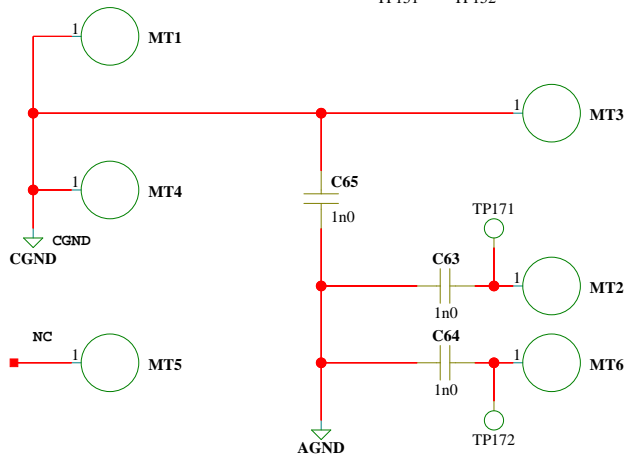 1
MT1
1
MT3
1
MT4
C65
1n0
TP171
CGND
CGND
C63
1
MT2
1n0
NC
C64
1
MT5
1
MT6
1n0
AGND
TP172